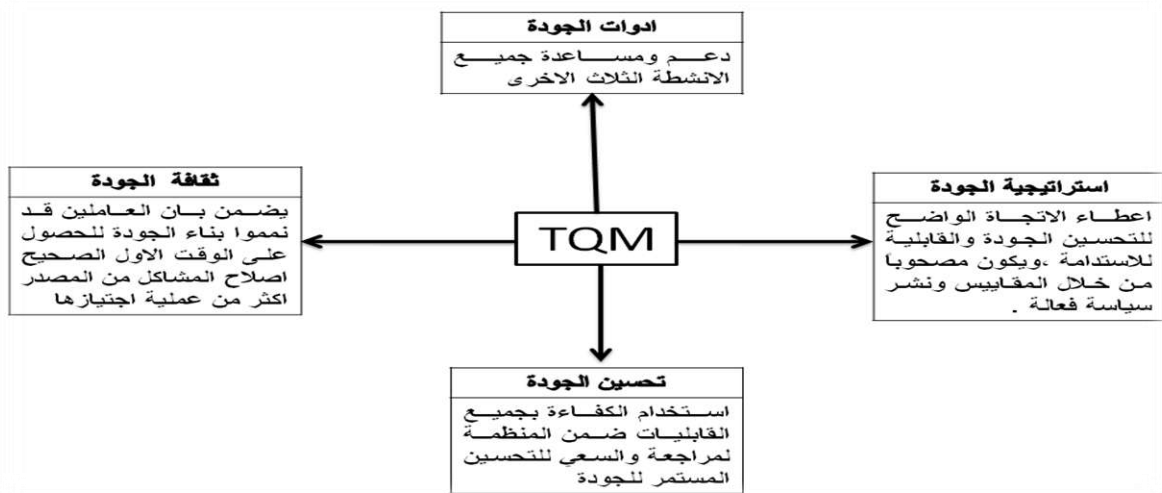 ادوات الجودة
دعم ومساعدة جميع
الانشطة الثلاث الاخرى
استراتيجية الجودة
اعطاء الاتجاة الواضح
للتحسين الجودة والقابلية
للاستدامة ،ويكون مصحوباً
من خلال المقاييس ونشر
سياسة فعالة .
TQM
ثقافة الجودة
يضمن بان العاملين قد
نمموا بناء الجودة للحصول
على الوقت الاول الصحيح
اصلاح المشاكل من المصدر
اكثر من عملية اجتيازها
تحسين الجودة
استخدام الكفاءة بجميع
القابليات ضمن المنظمة
لمراجعة والسعي للتحسين
المستمر للجودة